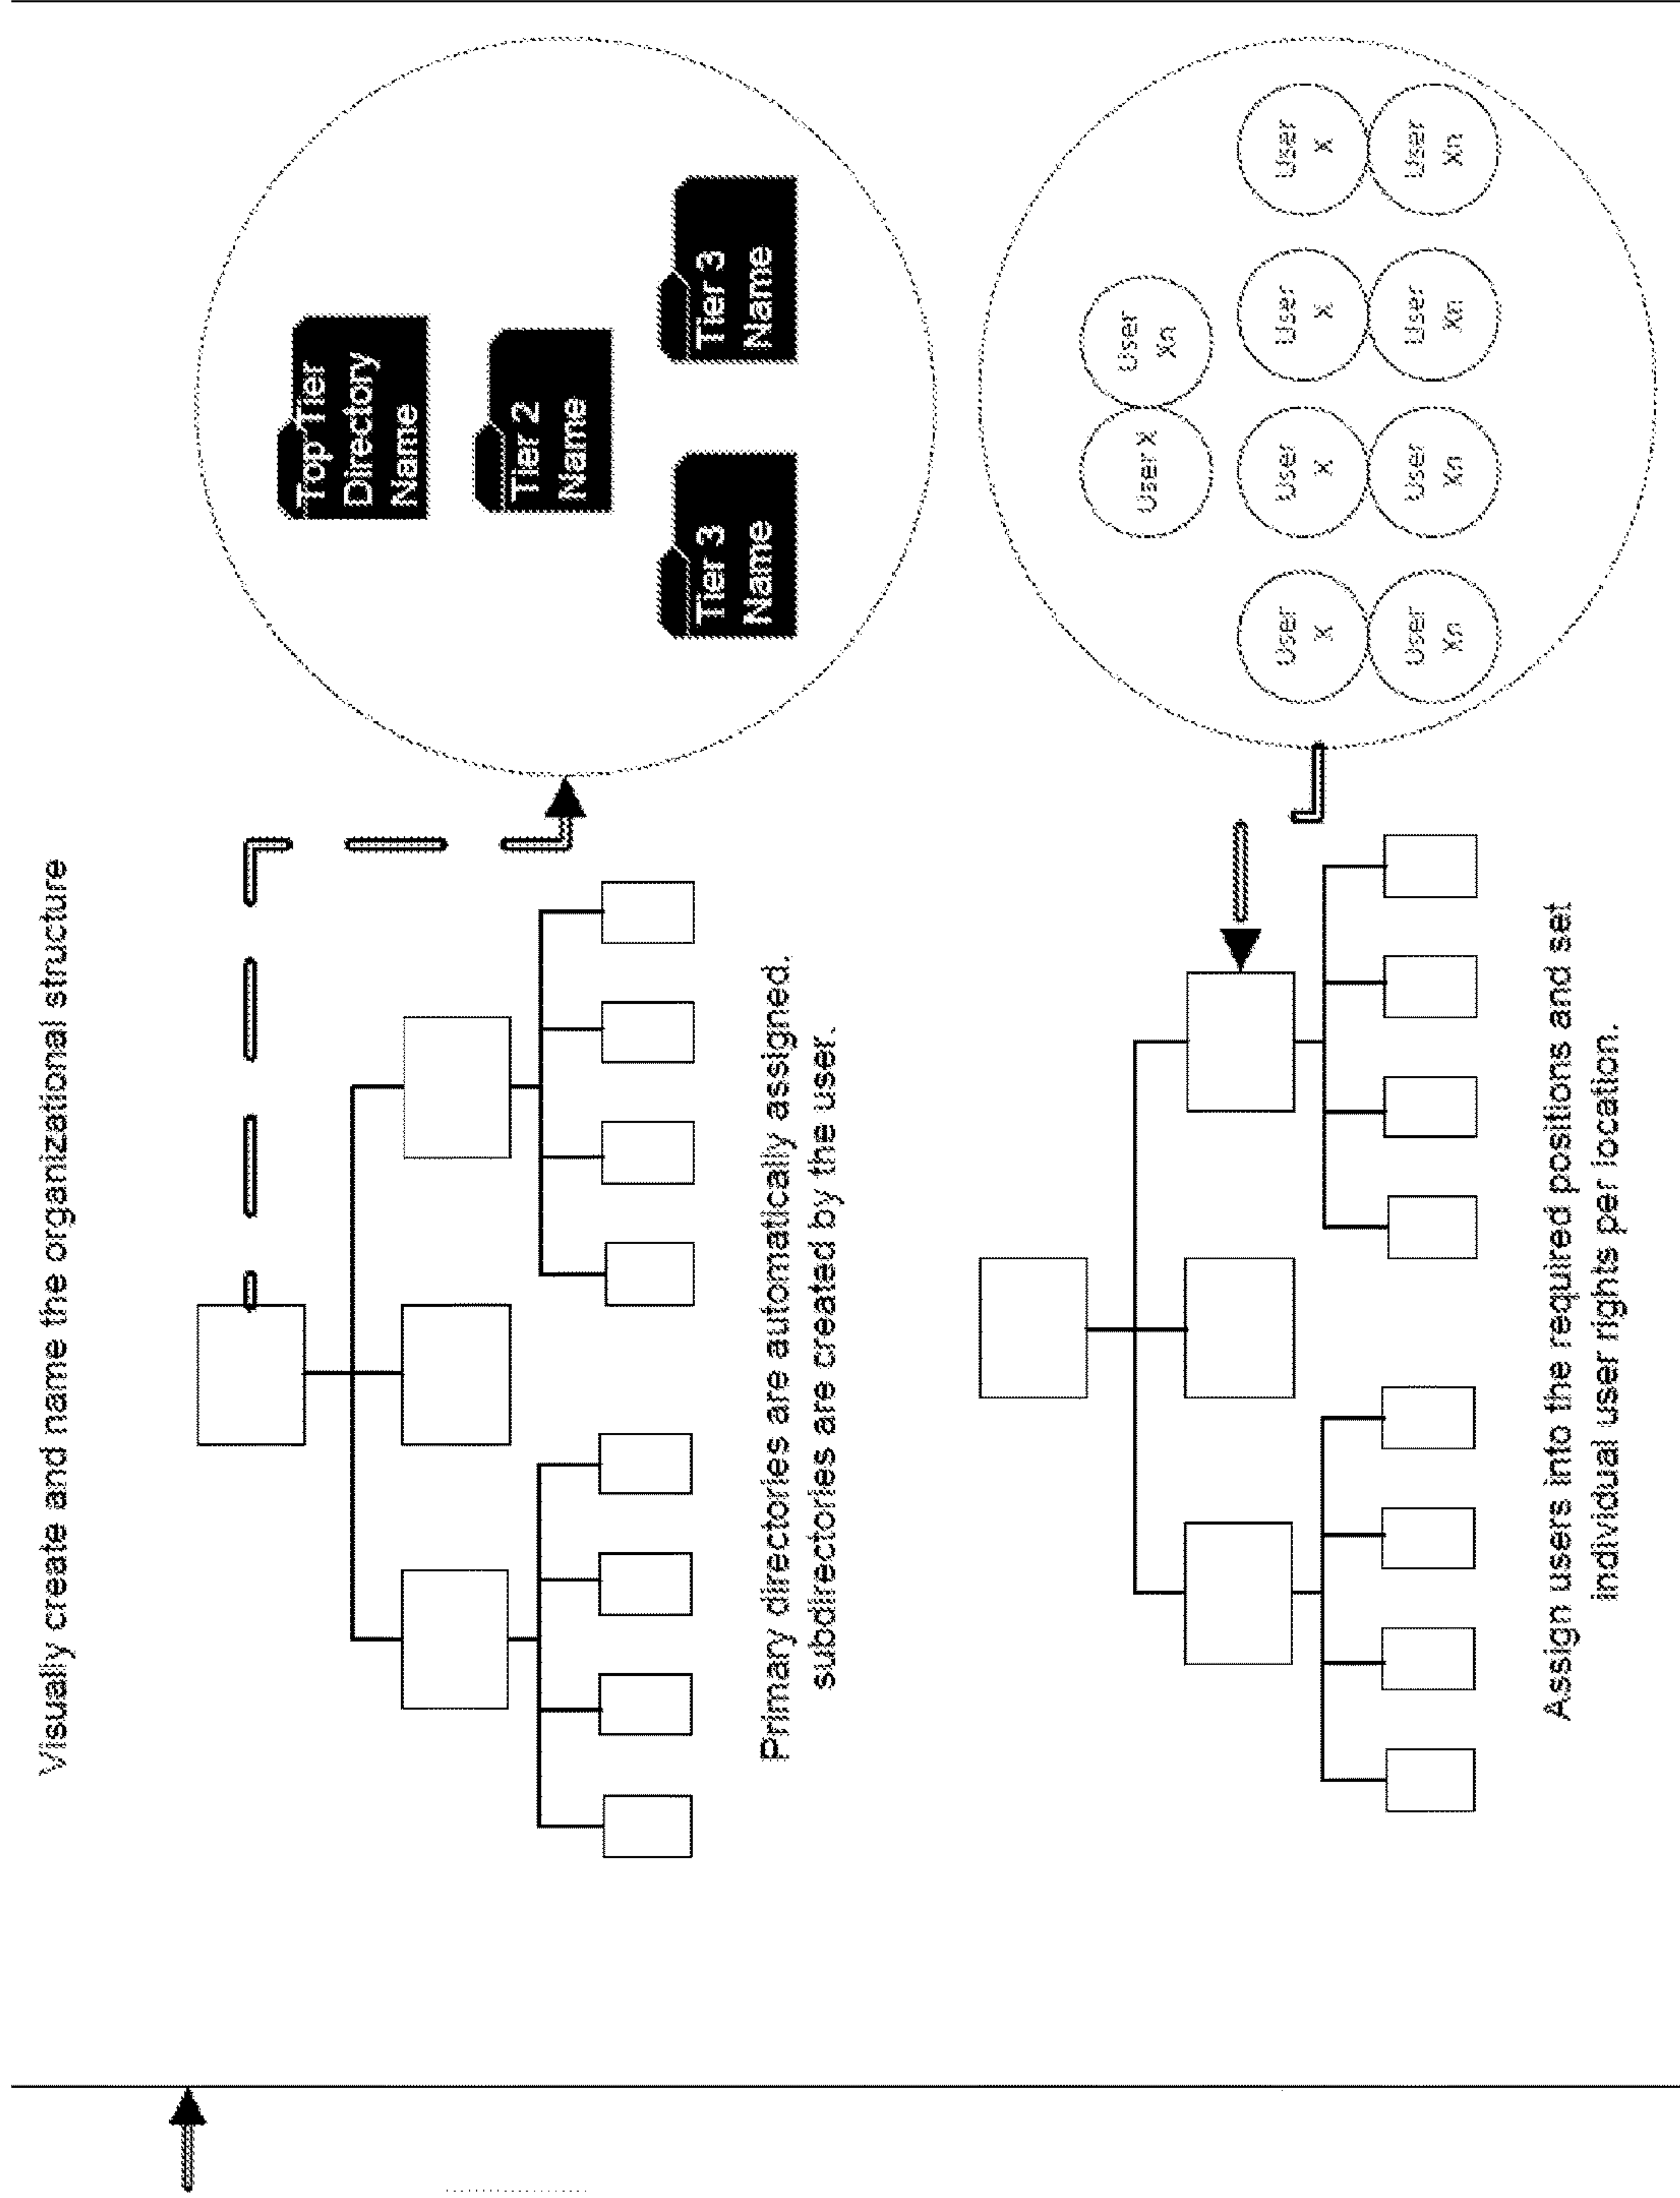 Visually create and name the organizational structure
Top Tier
Directory
Name
Tier 2
Name
Tier 3
Name
Tier 3
Name
Primary directories are automatically assigned.
subdirectories are created by the user.
User X
User
Xn
User
X
User
X
User
X
User
X
User
Xn
User
Xn
User
Xn
User
Xn
Assign users into the required positions and set
individual user rights per location.